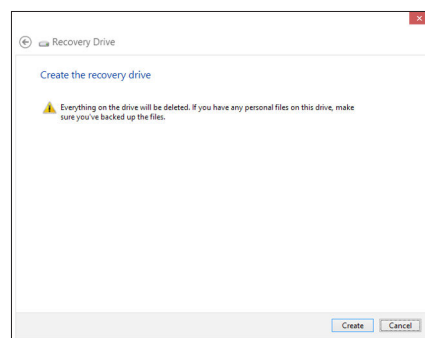 Recovery Drive
Create the recovery drive
Everything on the drive will be deleted. If you have any personal files on this drive, make
sure you've backed up the files.
Create Cancel